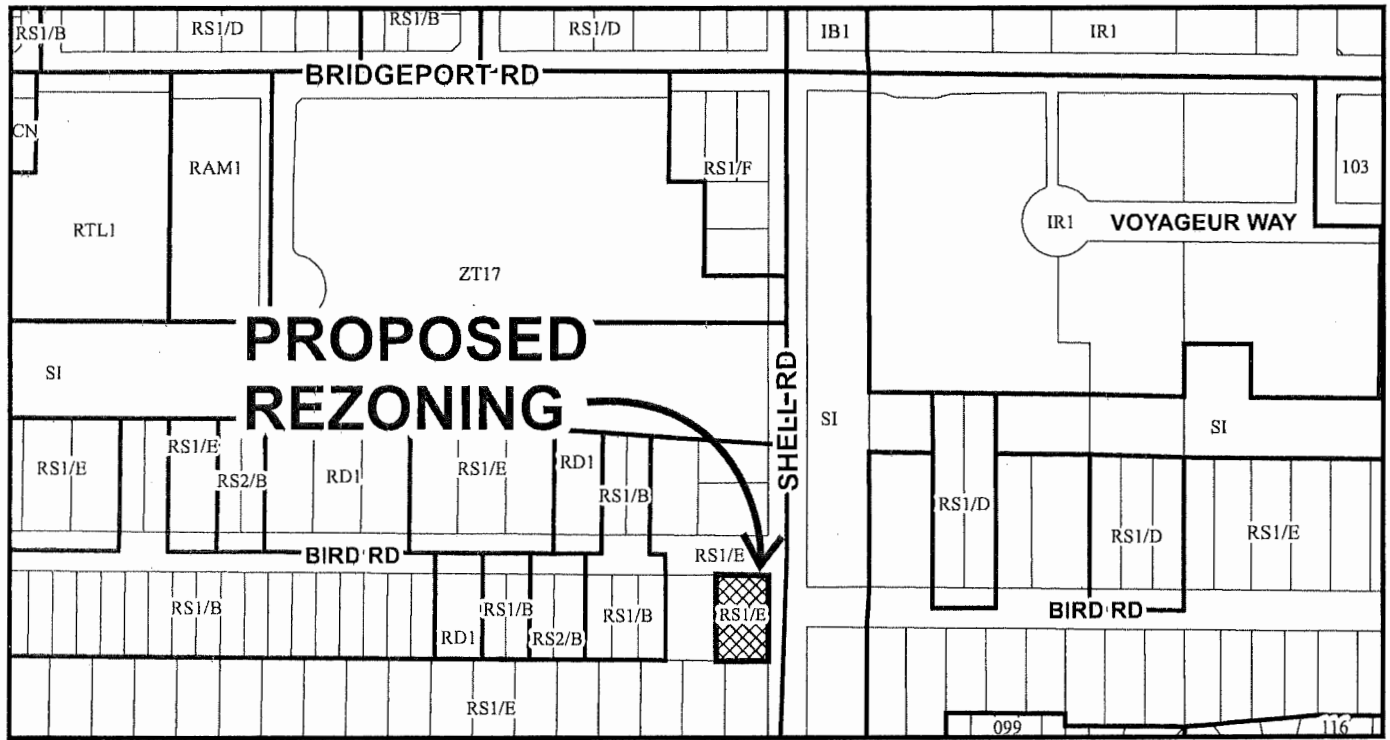 RS1/B
RS1/D
RS1/B
RS1/D
IB1
IR1
BRIDGEPORT RD
CN
RAM1
RS1/F
103
RTL1
IR1
VOYAGEUR WAY
ZT17
PROPOSED
REZONING
SI
SHELL RD
SI
SI
RS1/E
RS1/E
RS2/B
RD1
RS1/E
RD1
RS1/B
RS1/D
RS1/D
RS1/E
BIRD RD
RS1/E
RS1/B
RD1
RS1/B
RS2/B
RS1/B
RS1/E
BIRD RD
RS1/E
099
116